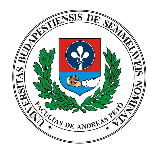 UNIVERSITAS BUDAPESTIENSIS DE SEMMELWEIS NOMINATA
FACULTAS DE ANDREAS PETŐ